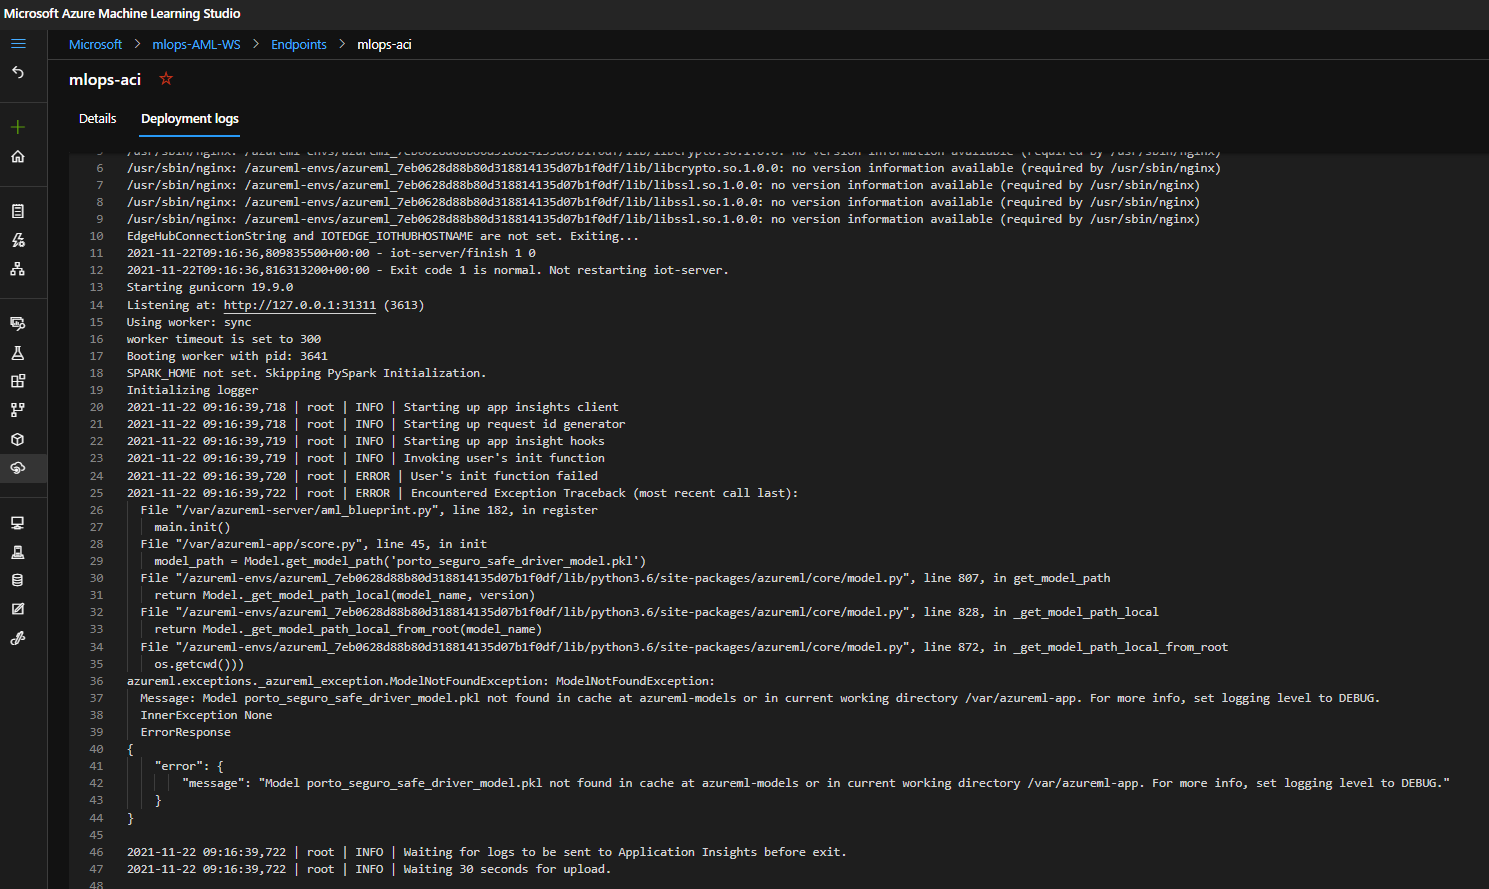 Microsoft Azure Machine Learning Studio
Microsoft > mlops-AML-WS > Endpoints > mlops-aci
mlops-aci
Details Deployment logs
5 /usr/sbin/nginx: /azureml-envs/azureml_7eb0628d88b80d318814135d07b1f0df/lib/libcrypto.so.1.0.0: no version information available (required by /usr/sbin/nginx)
6 /usr/sbin/nginx: /azureml-envs/azureml_7eb0628d88b80d318814135d07b1f0df/lib/libcrypto.so.1.0.0: no version information available (required by /usr/sbin/nginx)
7 /usr/sbin/nginx: /azureml-envs/azureml_7eb0628d88b80d318814135d07b1f0df/lib/libssl.so.1.0.0: no version information available (required by /usr/sbin/nginx)
8 /usr/sbin/nginx: /azureml-envs/azureml_7eb0628d88b80d318814135d07b1f0df/lib/libssl.so.1.0.0: no version information available (required by /usr/sbin/nginx)
9 /usr/sbin/nginx: /azureml-envs/azureml_7eb0628d88b80d318814135d07b1f0df/lib/libssl.so.1.0.0: no version information available (required by /usr/sbin/nginx)
10 EdgeHubConnectionString and IOTEDGE_IOTHUBHOSTNAME are not set. Exiting...
11 2021-11-22T09:16:36,809835500+00:00 - iot-server/finish 1 0
12 2021-11-22T09:16:36,816313200+00:00 - Exit code 1 is normal. Not restarting iot-server.
13 Starting gunicorn 19.9.0
14 Listening at: http://127.0.0.1:31311 (3613)
15 Using worker: sync
16 worker timeout is set to 300
17 Booting worker with pid: 3641
18 SPARK_HOME not set. Skipping PySpark Initialization.
19 Initializing logger
20 2021-11-22 09:16:39,718 | root | INFO | Starting up app insights client
21 2021-11-22 09:16:39,718 | root | INFO | Starting up request id generator
22 2021-11-22 09:16:39,719 | root | INFO | Starting up app insight hooks
23 2021-11-22 09:16:39,719 | root | INFO | Invoking user's init function
24 2021-11-22 09:16:39,720 | root | ERROR | User's init function failed
25 2021-11-22 09:16:39,722 | root | ERROR | Encountered Exception Traceback (most recent call last):
26 File "/var/azureml-server/aml_blueprint.py", line 182, in register
27 main.init()
28 File "/var/azureml-app/score.py", line 45, in init
29 model_path = Model.get_model_path('porto_seguro_safe_driver_model.pkl')
30 File "/azureml-envs/azureml_7eb0628d88b80d318814135d07b1f0df/lib/python3.6/site-packages/azureml/core/model.py", line 807, in get_model_path
31 return Model._get_model_path_local(model_name, version)
32 File "/azureml-envs/azureml_7eb0628d88b80d318814135d07b1f0df/lib/python3.6/site-packages/azureml/core/model.py", line 828, in _get_model_path_local
33 return Model._get_model_path_local_from_root(model_name)
34 File "/azureml-envs/azureml_7eb0628d88b80d318814135d07b1f0df/lib/python3.6/site-packages/azureml/core/model.py", line 872, in _get_model_path_local_from_root
35 os.getcwd()))
36 azureml.exceptions._azureml_exception.ModelNotFoundException: ModelNotFoundException:
37 Message: Model porto_seguro_safe_driver_model.pkl not found in cache at azureml-models or in current working directory /var/azureml-app. For more info, set logging level to DEBUG.
38 InnerException None
39 ErrorResponse
40 {
41 "error": {
42 "message": "Model porto_seguro_safe_driver_model.pkl not found in cache at azureml-models or in current working directory /var/azureml-app. For more info, set logging level to DEBUG."
43 }
44 }
45
46 2021-11-22 09:16:39,722 | root | INFO | Waiting for logs to be sent to Application Insights before exit.
47 2021-11-22 09:16:39,722 | root | INFO | Waiting 30 seconds for upload.
48